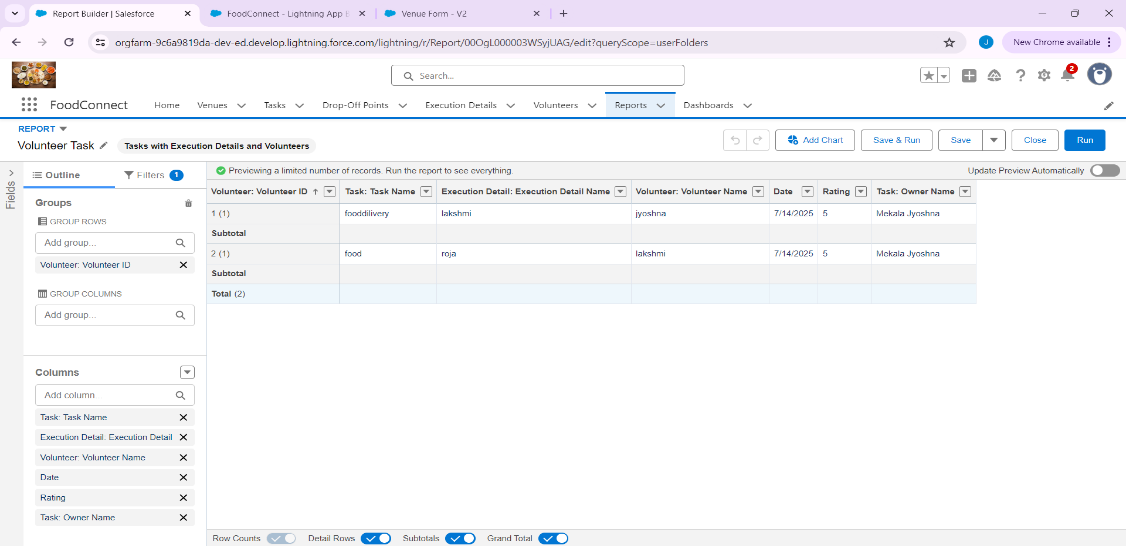 Report Builder | Salesforce
FoodConnect - Lightning App B
Venue Form - V2
orgfarm-9c6a9819da-dev-ed.develop.lightning.force.com/lightning/r/Report/00OgL000003WSyjUAG/edit?queryScope=userFolders
J
New Chrome available
Search...
2
FoodConnect
Home
Venues
Tasks
Drop-Off Points
Execution Details
Volunteers
Reports
Dashboards
REPORT
Volunteer Task
Tasks with Execution Details and Volunteers
Add Chart
Save & Run
Save
Close
Run
Fields
Outline
Filters 1
Previewing a limited number of records. Run the report to see everything.
Update Preview Automatically
Groups
GROUP ROWS
Add group...
Volunteer: Volunteer ID
GROUP COLUMNS
Add group...
Columns
Add column...
Task: Task Name
Execution Detail: Execution Detail
Volunteer: Volunteer Name
Date
Rating
Task: Owner Name
Volunteer: Volunteer ID ↑ Task: Task Name Execution Detail: Execution Detail Name Volunteer: Volunteer Name Date Rating Task: Owner Name
1 (1) fooddilivery lakshmi jyoshna 7/14/2025 5 Mekala Jyoshna
Subtotal
2 (1) food roja lakshmi 7/14/2025 5 Mekala Jyoshna
Subtotal
Total (2)
Row Counts
Detail Rows
Subtotals
Grand Total